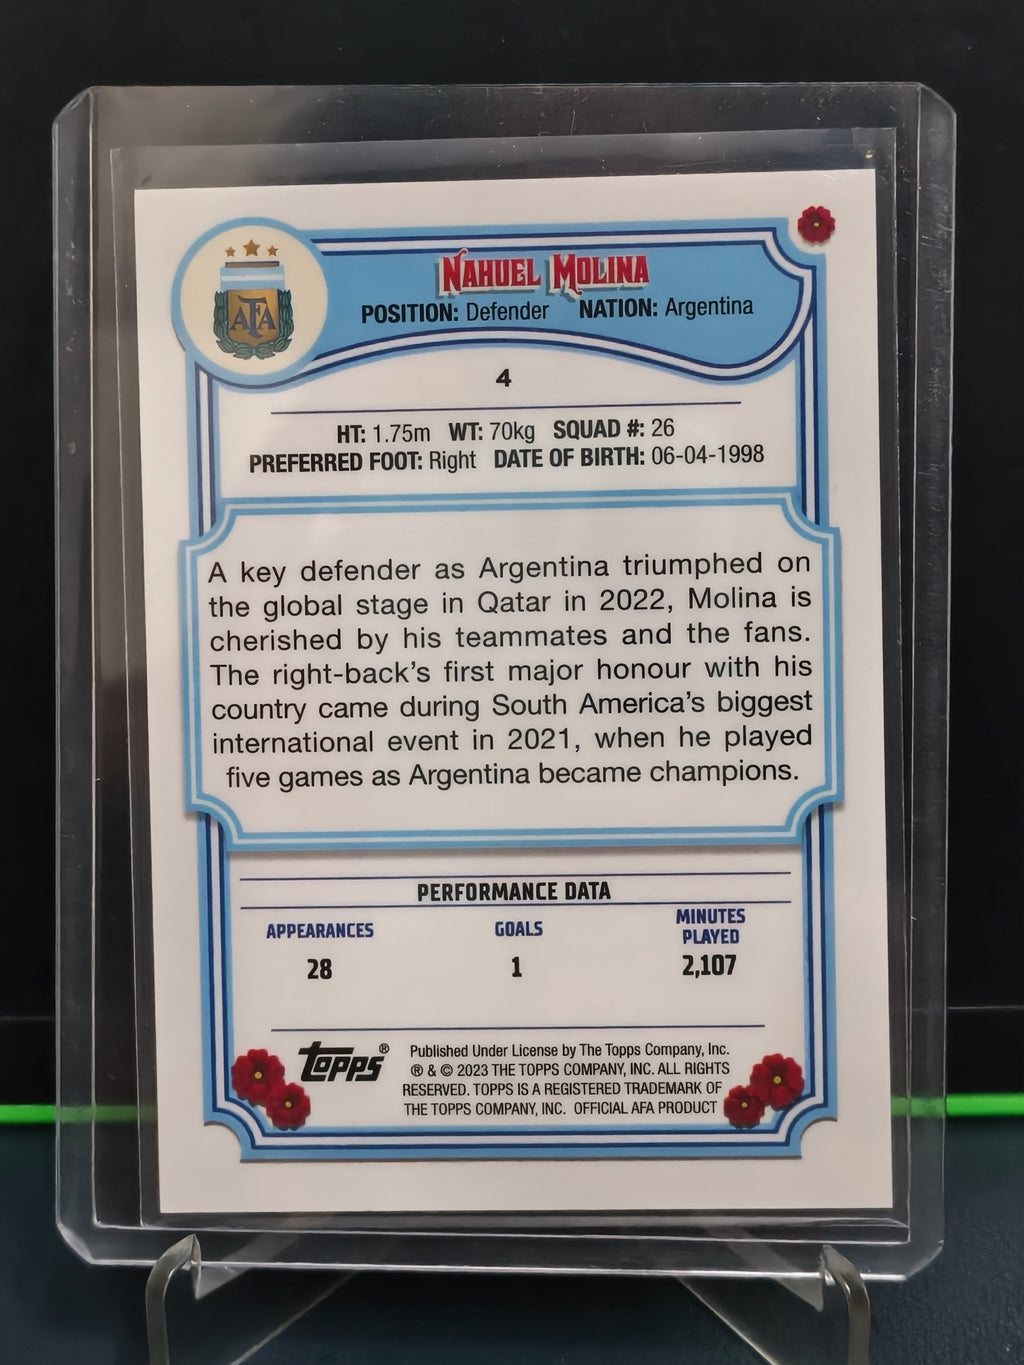 AFA
NAHUEL MOLINA
POSITION: Defender NATION: Argentina
4
HT: 1.75m WT: 70kg SQUAD #: 26
PREFERRED FOOT: Right DATE OF BIRTH: 06-04-1998
A key defender as Argentina triumphed on
the global stage in Qatar in 2022, Molina is
cherished by his teammates and the fans.
The right-back's first major honour with his
country came during South America's biggest
international event in 2021, when he played
five games as Argentina became champions.
PERFORMANCE DATA
APPEARANCES GOALS MINUTES
PLAYED
28 1 2,107
Topps®
Published Under License by The Topps Company, Inc.
® & © 2023 THE TOPPS COMPANY, INC. ALL RIGHTS
RESERVED. TOPPS IS A REGISTERED TRADEMARK OF
THE TOPPS COMPANY, INC. OFFICIAL AFA PRODUCT